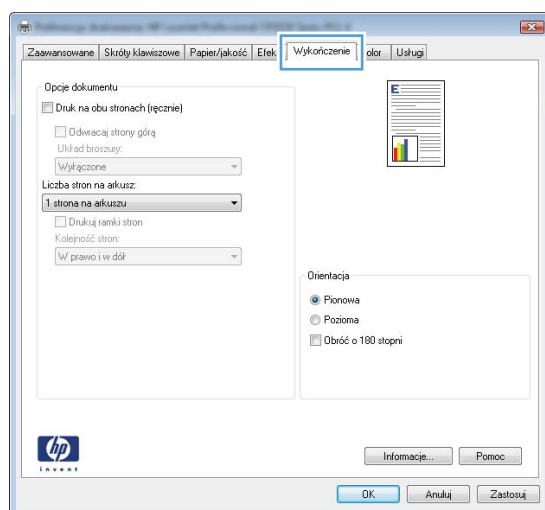 Zaawansowane Skróty klawiszowe Papier/jakość Efek Wykończenie olor Usługi
Opcje dokumentu
Druk na obu stronach (ręcznie)
Odwracaj strony górą
Układ broszury:
Wyłączone
Liczba stron na arkusz:
1 strona na arkuszu
Drukuj ramki stron
Kolejność stron:
W prawo i w dół
E
Orientacja
Pionowa
Pozioma
Obróć o 180 stopni
hp
invent
Informacje... Pomoc
OK Anuluj Zastosuj